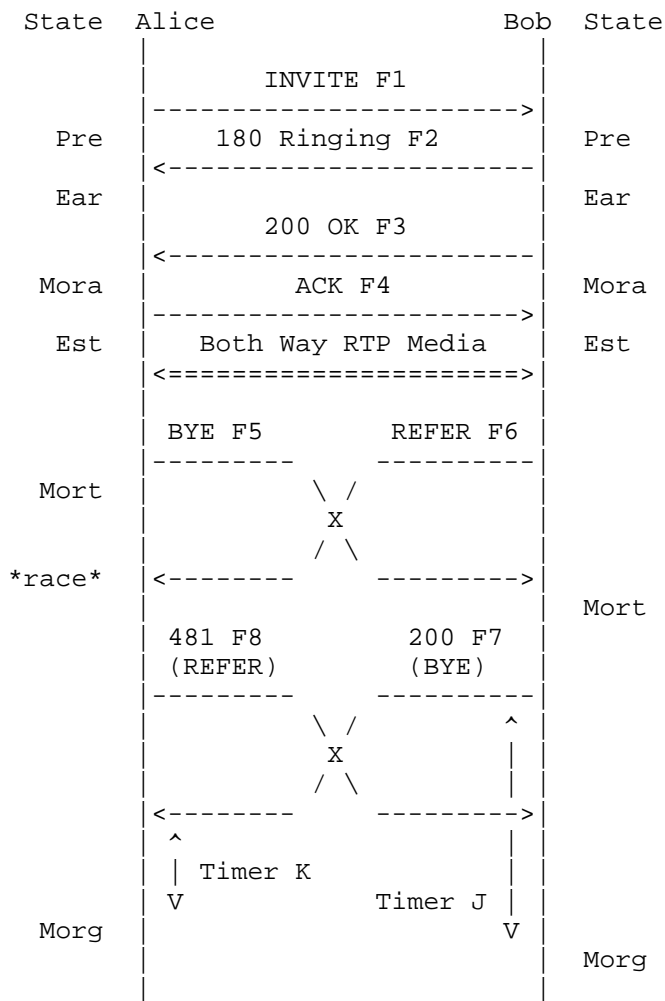 State Alice Bob State
INVITE F1
Pre 180 Ringing F2 Pre
Ear Ear
200 OK F3
Mora ACK F4 Mora
Est Both Way RTP Media Est
BYE F5 REFER F6
Mort
X
*race*
Mort
481 F8 200 F7
(REFER) (BYE)
X
Timer K
V Timer J
Morg V
Morg